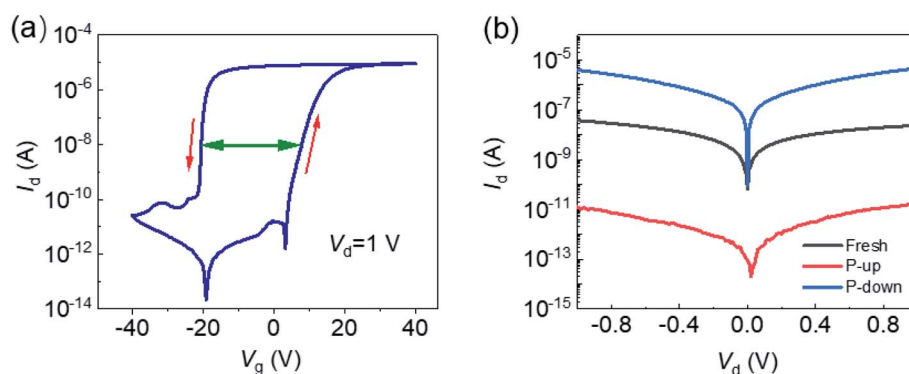 (a)
10⁻⁴
10⁻⁶
10⁻⁸
10⁻¹⁰
10⁻¹²
10⁻¹⁴
I_d (A)
V_d=1 V
-40 -20 0 20 40
V_g (V)
(b)
10⁻⁵
10⁻⁷
10⁻⁹
10⁻¹¹
10⁻¹³
10⁻¹⁵
I_d (A)
Fresh
P-up
P-down
-0.8 -0.4 0.0 0.4 0.8
V_d (V)